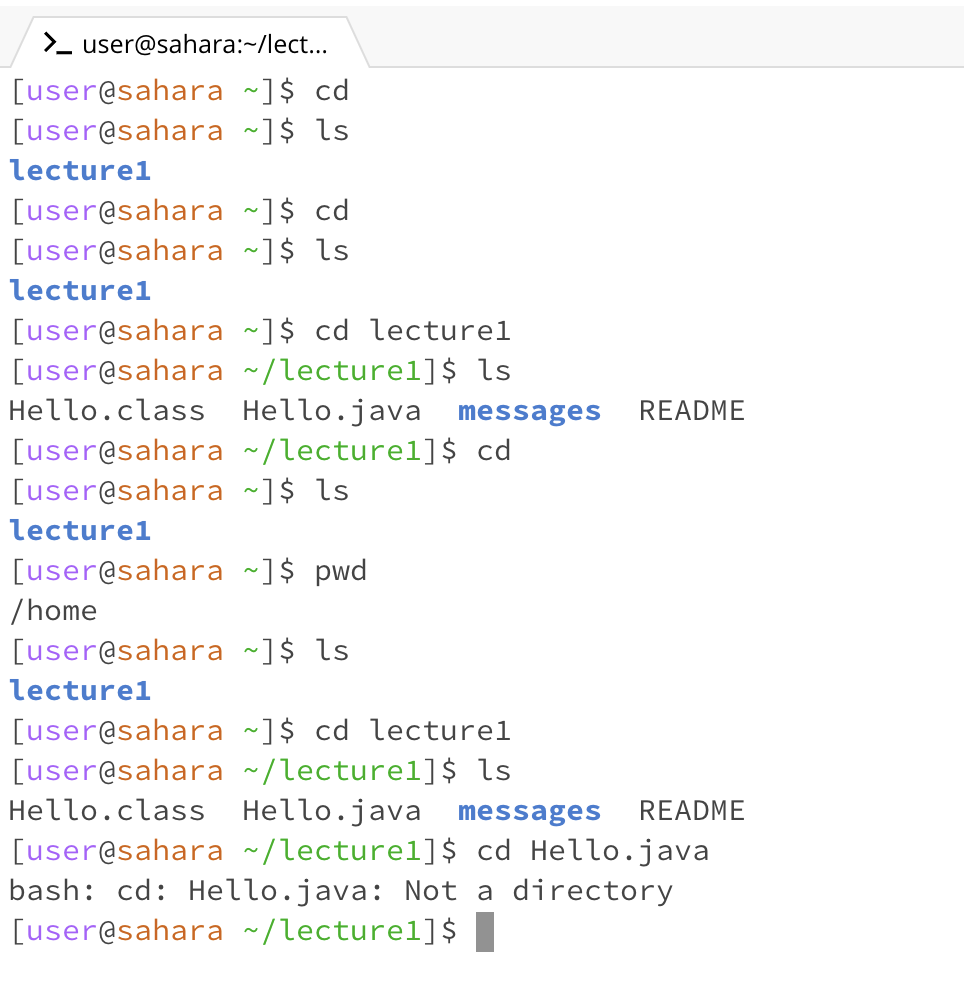 >_ user@sahara:~/lect...
[user@sahara ~]$ cd
[user@sahara ~]$ ls
lecture1
[user@sahara ~]$ cd
[user@sahara ~]$ ls
lecture1
[user@sahara ~]$ cd lecture1
[user@sahara ~/lecture1]$ ls
Hello.class  Hello.java  messages  README
[user@sahara ~/lecture1]$ cd
[user@sahara ~]$ ls
lecture1
[user@sahara ~]$ pwd
/home
[user@sahara ~]$ ls
lecture1
[user@sahara ~]$ cd lecture1
[user@sahara ~/lecture1]$ ls
Hello.class  Hello.java  messages  README
[user@sahara ~/lecture1]$ cd Hello.java
bash: cd: Hello.java: Not a directory
[user@sahara ~/lecture1]$